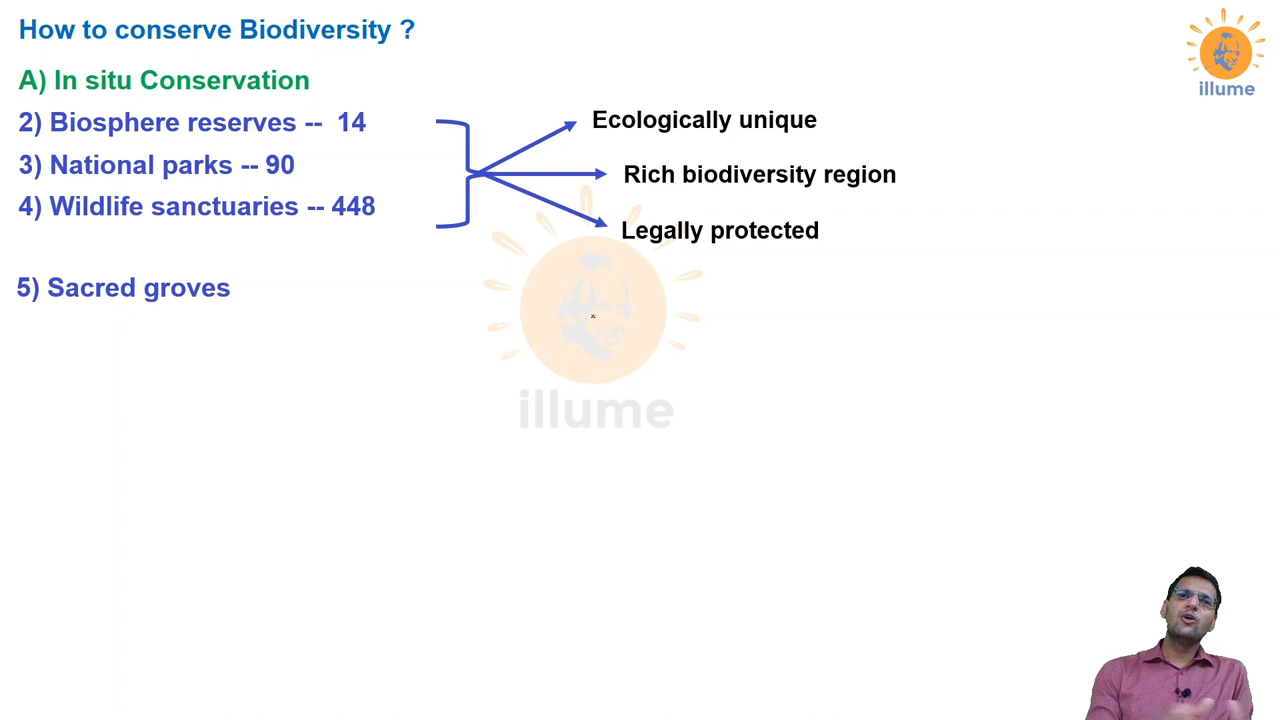 How to conserve Biodiversity ?
illume
A) In situ Conservation
2) Biosphere reserves -- 14
Ecologically unique
3) National parks -- 90
Rich biodiversity region
4) Wildlife sanctuaries -- 448
Legally protected
5) Sacred groves
illume